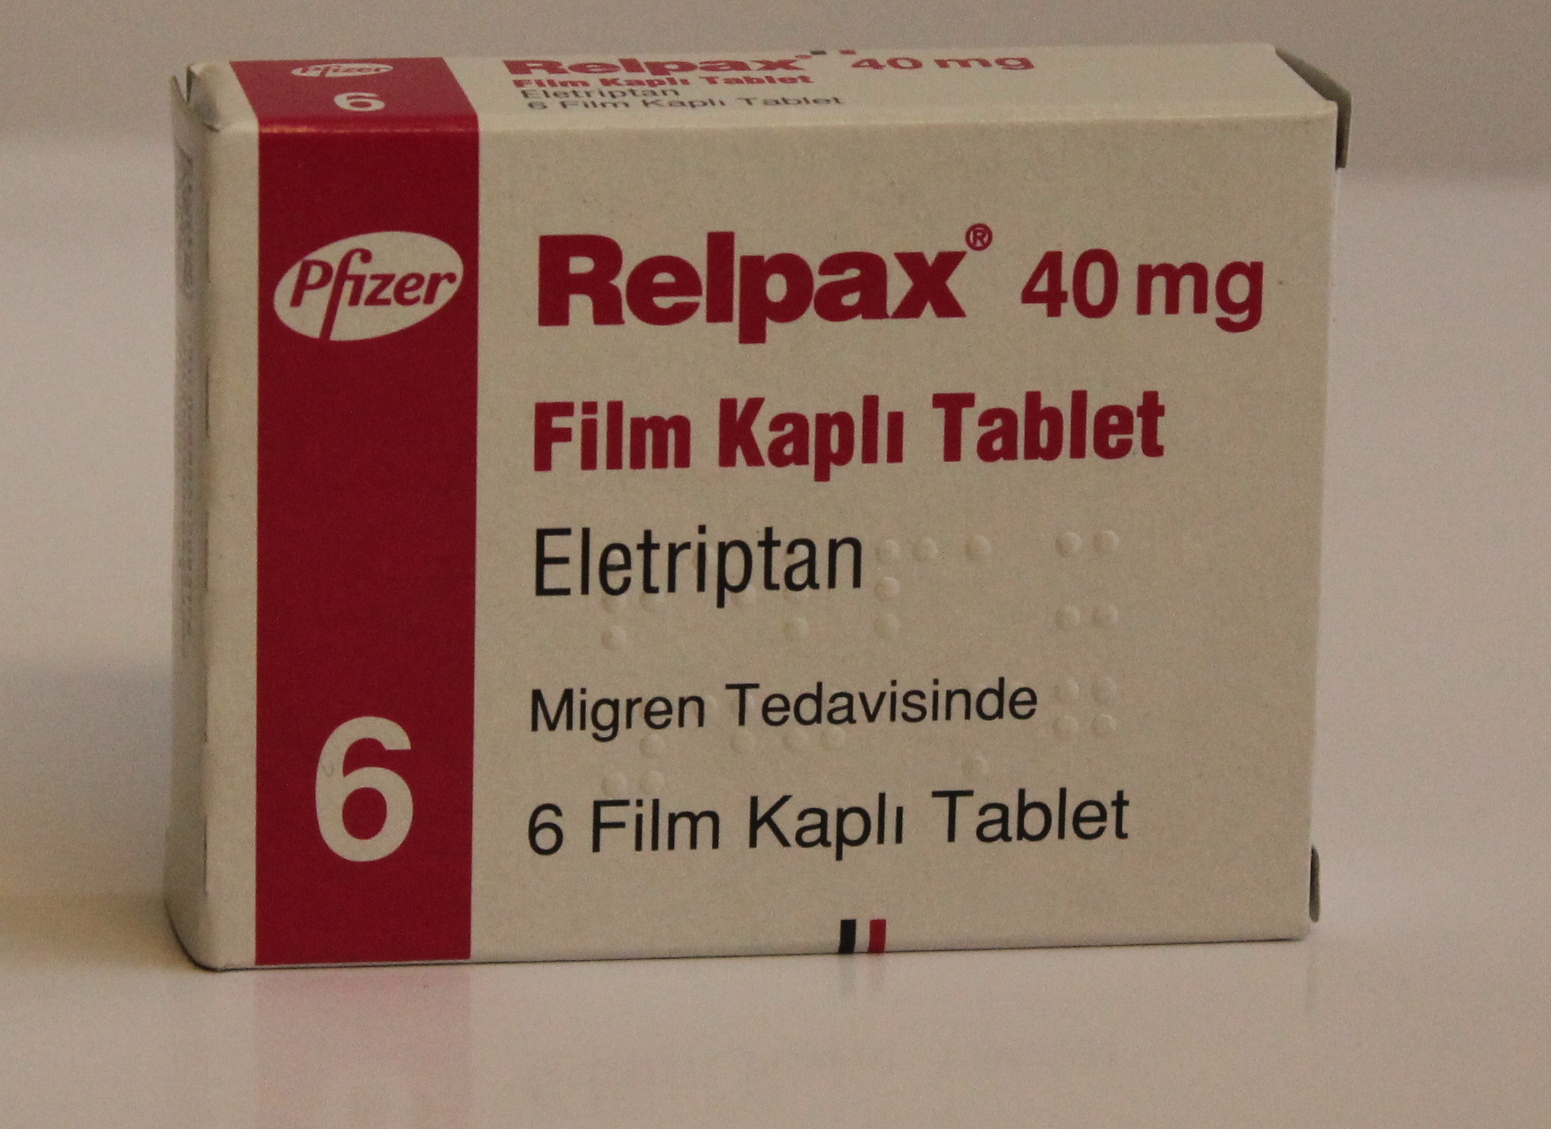 Pfizer
6
Relpax® 40 mg
Film Kaplı Tablet
Eletriptan
6 Film Kaplı Tablet
Pfizer
Relpax® 40 mg
Film Kaplı Tablet
Eletriptan
Migren Tedavisinde
6
6 Film Kaplı Tablet